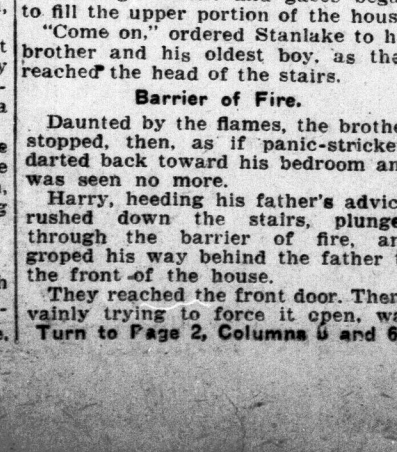 to fill the upper portion of the hous
"Come on," ordered Stanlake to h
brother and his oldest boy, as the
reached the head of the stairs.
Barrier of Fire.
Daunted by the flames, the brothe
stopped, then, as if panic-stricke
darted back toward his bedroom an
was seen no more.
Harry, heeding his father's advic
rushed down the stairs, plunge
through the barrier of fire, an
groped his way behind the father t
the front of the house.
They reached the front door. Ther
vainly trying to force it open, wa
Turn to Page 2, Columns 5 and 6